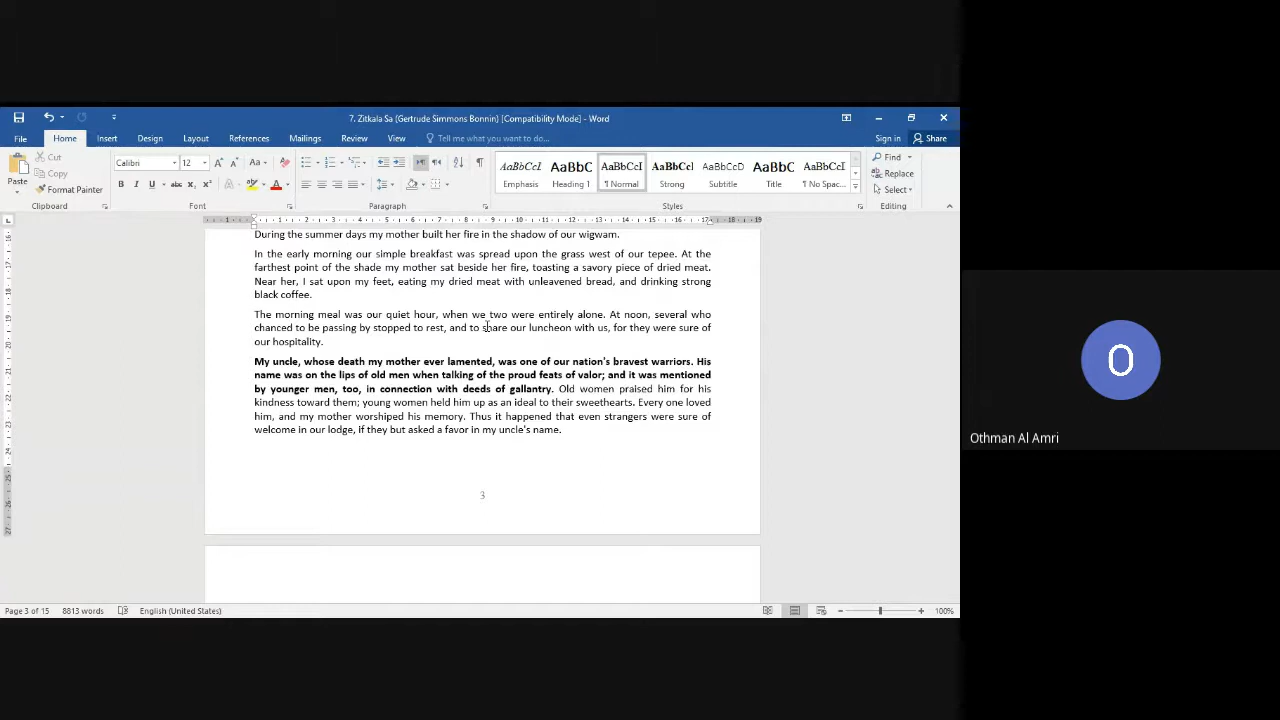 7. Zitkala Sa (Gertrude Simmons Bonnin) [Compatibility Mode] - Word
File Home Insert Design Layout References Mailings Review View Tell me what you want to do... Sign in Share
Paste
Cut
Copy
Format Painter
Clipboard
Calibri 12
Font
Paragraph
AaBbCcI AaBbC AaBbCcI AaBbCcI AaBbCcD AaBbC AaBbCcI
Emphasis Heading 1 ¶ Normal Strong Subtitle Title ¶ No Spac...
Styles
Find
Replace
Select
Editing
During the summer days my mother built her fire in the shadow of our wigwam.
In the early morning our simple breakfast was spread upon the grass west of our tepee. At the
farthest point of the shade my mother sat beside her fire, toasting a savory piece of dried meat.
Near her, I sat upon my feet, eating my dried meat with unleavened bread, and drinking strong
black coffee.
The morning meal was our quiet hour, when we two were entirely alone. At noon, several who
chanced to be passing by stopped to rest, and to share our luncheon with us, for they were sure of
our hospitality.
My uncle, whose death my mother ever lamented, was one of our nation's bravest warriors. His
name was on the lips of old men when talking of the proud feats of valor; and it was mentioned
by younger men, too, in connection with deeds of gallantry. Old women praised him for his
kindness toward them; young women held him up as an ideal to their sweethearts. Every one loved
him, and my mother worshiped his memory. Thus it happened that even strangers were sure of
welcome in our lodge, if they but asked a favor in my uncle's name.
3
Page 3 of 15 8813 words English (United States) 100%
O
Othman Al Amri